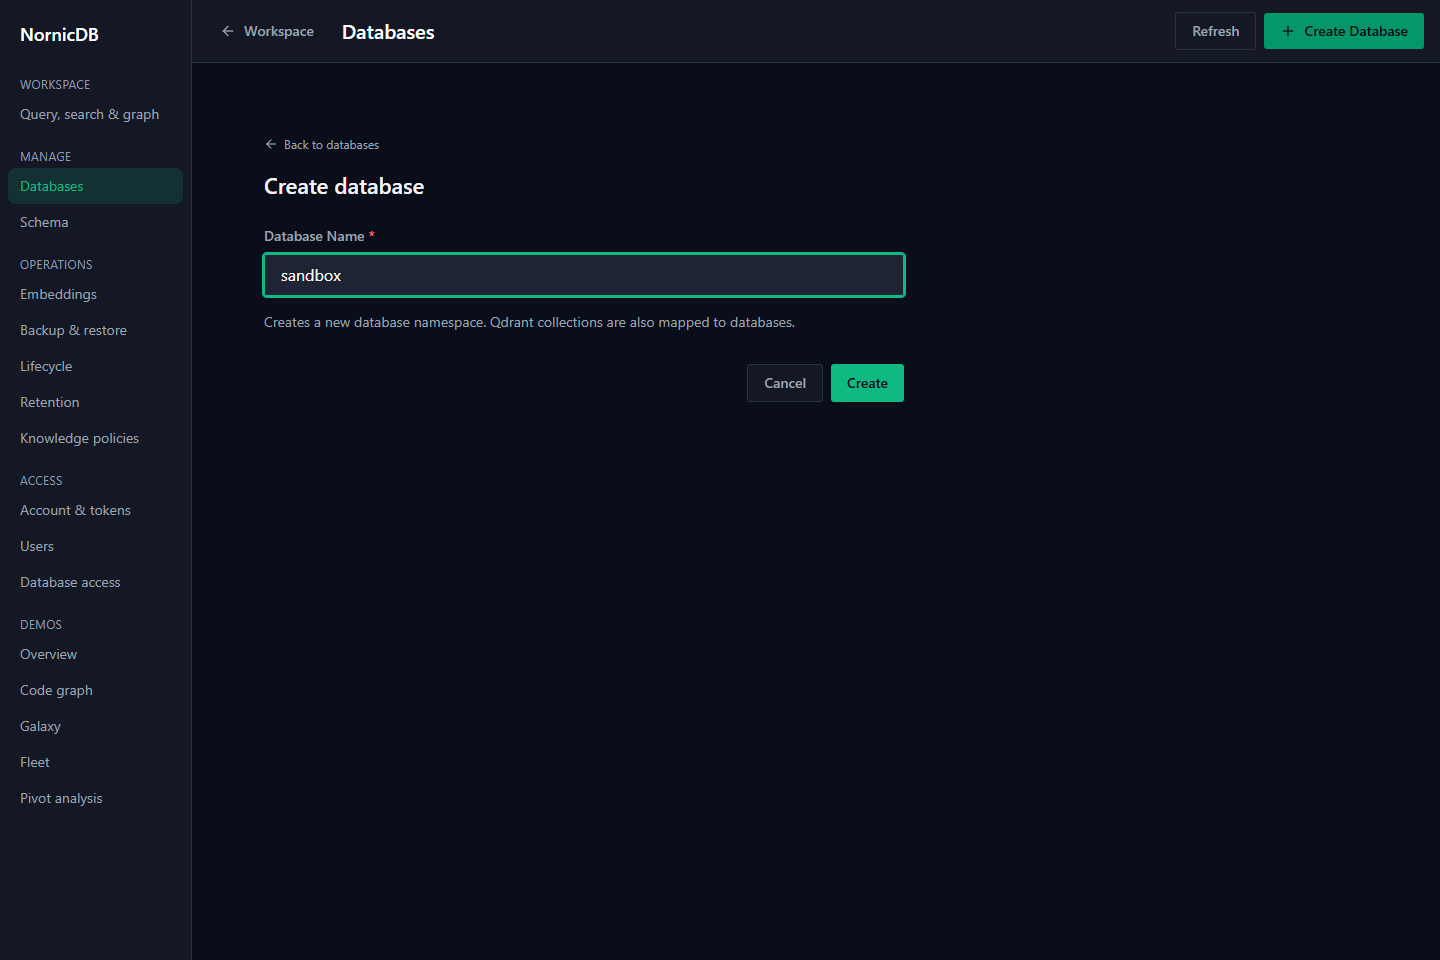 NornicDB
WORKSPACE
Query, search & graph
MANAGE
Databases
Schema
OPERATIONS
Embeddings
Backup & restore
Lifecycle
Retention
Knowledge policies
ACCESS
Account & tokens
Users
Database access
DEMOS
Overview
Code graph
Galaxy
Fleet
Pivot analysis
← Workspace
Databases
Refresh
+ Create Database
← Back to databases
Create database
Database Name *
sandbox
Creates a new database namespace. Qdrant collections are also mapped to databases.
Cancel
Create